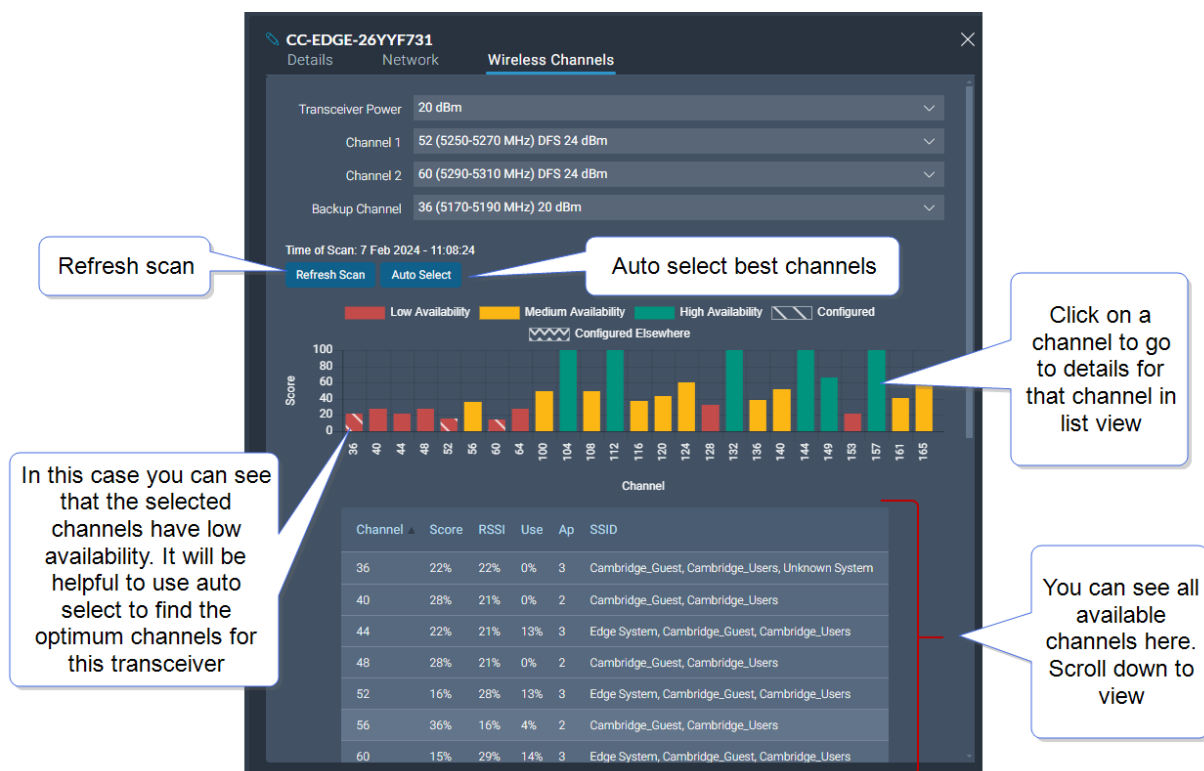 CC-EDGE-26YYF731
Details Network Wireless Channels
Transceiver Power 20 dBm
Channel 1 52 (5250-5270 MHz) DFS 24 dBm
Channel 2 60 (5290-5310 MHz) DFS 24 dBm
Backup Channel 36 (5170-5190 MHz) 20 dBm
Time of Scan: 7 Feb 2024 - 11:08:24
Refresh Scan Auto Select
Refresh scan
Auto select best channels
Low Availability Medium Availability High Availability Configured
Configured Elsewhere
Score
100
80
60
40
20
0
36 40 44 48 52 56 60 64 100 104 108 112 116 120 124 128 132 136 140 144 149 153 157 161 165
Channel
Click on a
channel to go
to details for
that channel in
list view
In this case you can see
that the selected
channels have low
availability. It will be
helpful to use auto
select to find the
optimum channels for
this transceiver
Channel Score RSSI Use Ap SSID
36 22% 22% 0% 3 Cambridge_Guest, Cambridge_Users, Unknown System
40 28% 21% 0% 2 Cambridge_Guest, Cambridge_Users
44 22% 21% 13% 3 Edge System, Cambridge_Guest, Cambridge_Users
48 28% 21% 0% 2 Cambridge_Guest, Cambridge_Users
52 16% 28% 13% 3 Edge System, Cambridge_Guest, Cambridge_Users
56 36% 16% 4% 2 Cambridge_Guest, Cambridge_Users
60 15% 29% 14% 3 Edge System, Cambridge_Guest, Cambridge_Users
You can see all
available
channels here.
Scroll down to
view